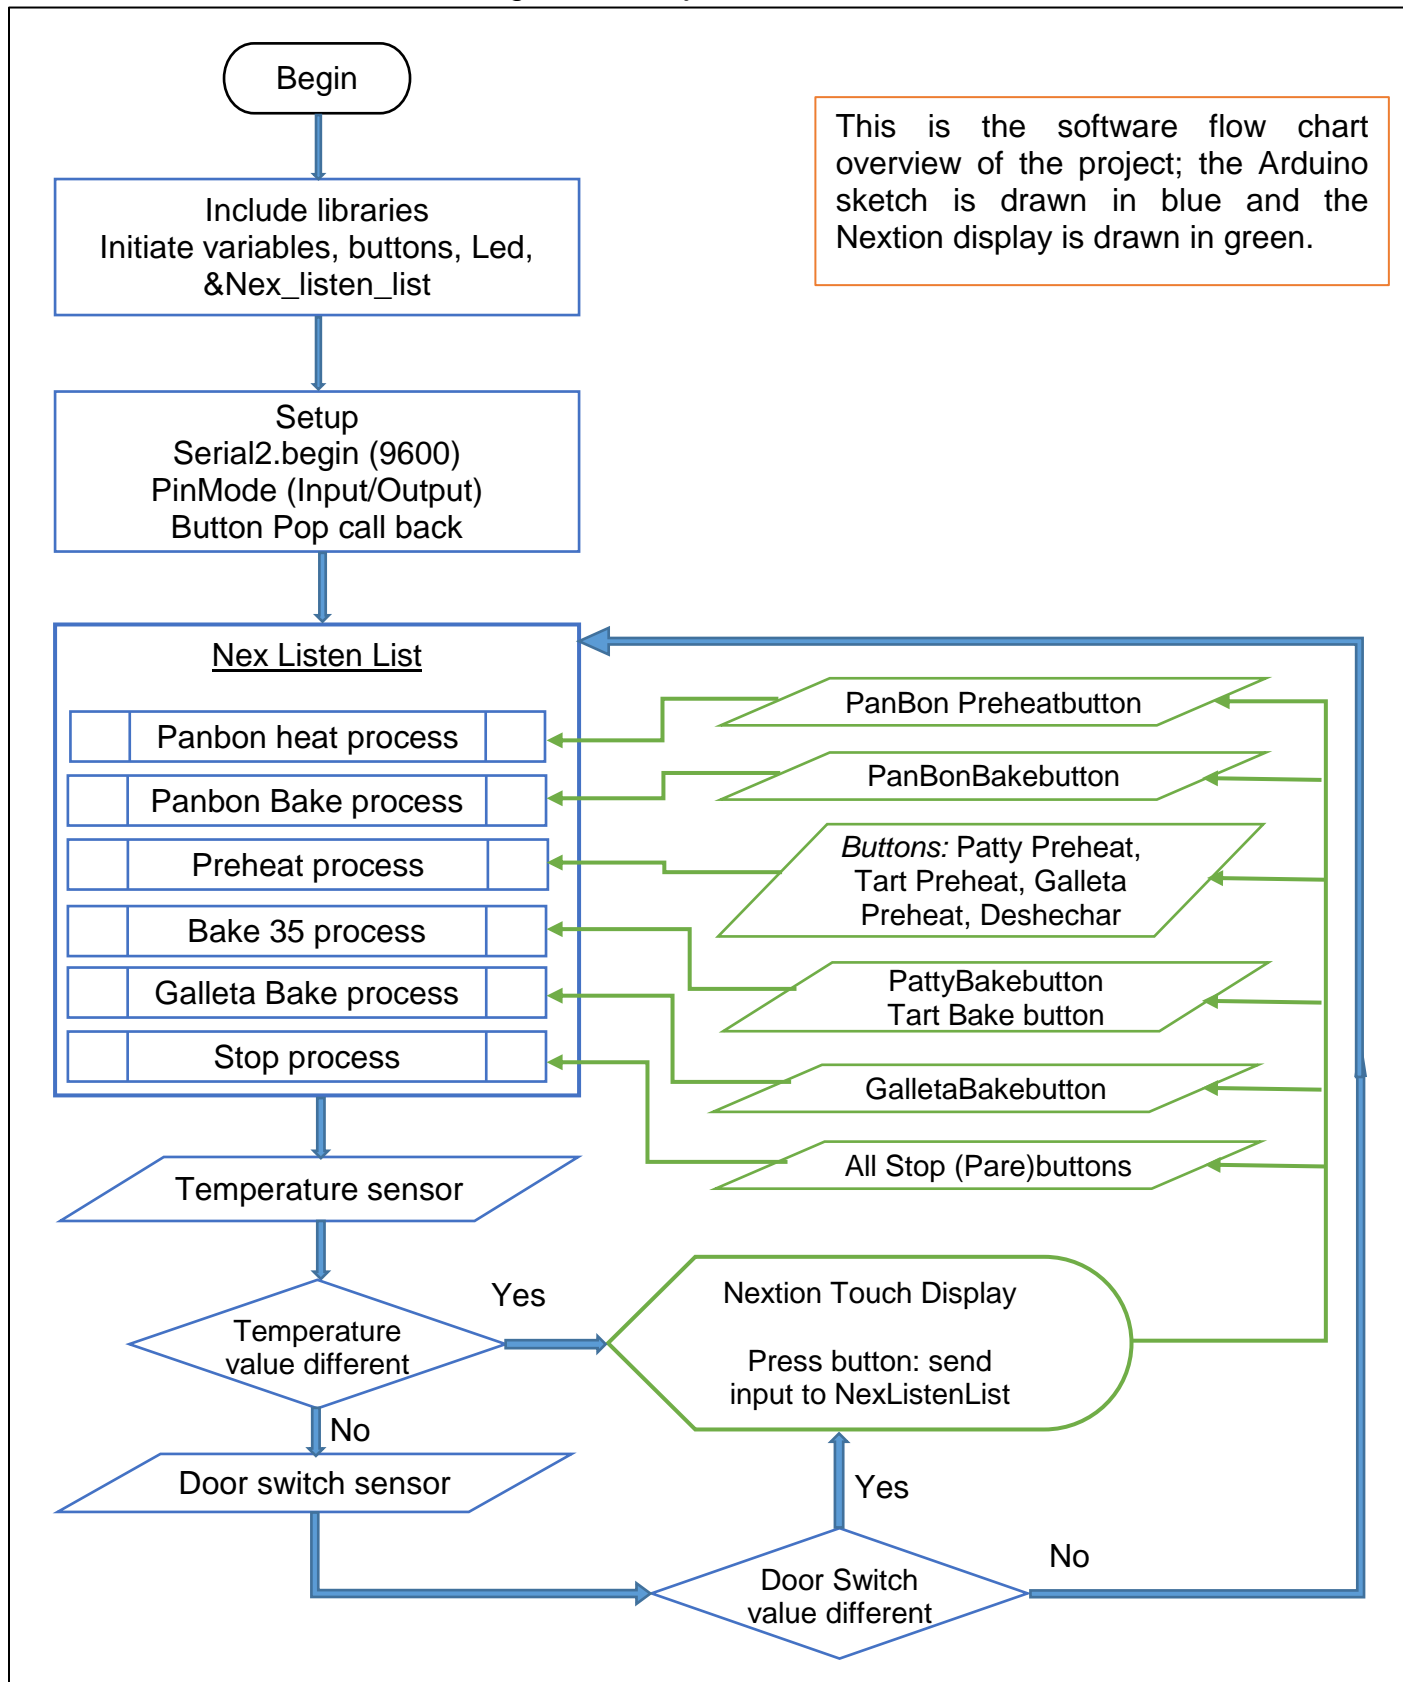 Begin
This is the software flow chart
overview of the project; the Arduino
sketch is drawn in blue and the
Nextion display is drawn in green.
Include libraries
Initiate variables, buttons, Led,
&Nex_listen_list
Setup
Serial2.begin (9600)
PinMode (Input/Output)
Button Pop call back
Nex Listen List
Panbon heat process
Panbon Bake process
Preheat process
Bake 35 process
Galleta Bake process
Stop process
PanBon Preheatbutton
PanBonBakebutton
Buttons: Patty Preheat,
Tart Preheat, Galleta
Preheat, Deshechar
PattyBakebutton
Tart Bake button
GalletaBakebutton
All Stop (Pare)buttons
Temperature sensor
Temperature
value different
Yes
No
Nextion Touch Display
Press button: send
input to NexListenList
Door switch sensor
Yes
Door Switch
value different
No